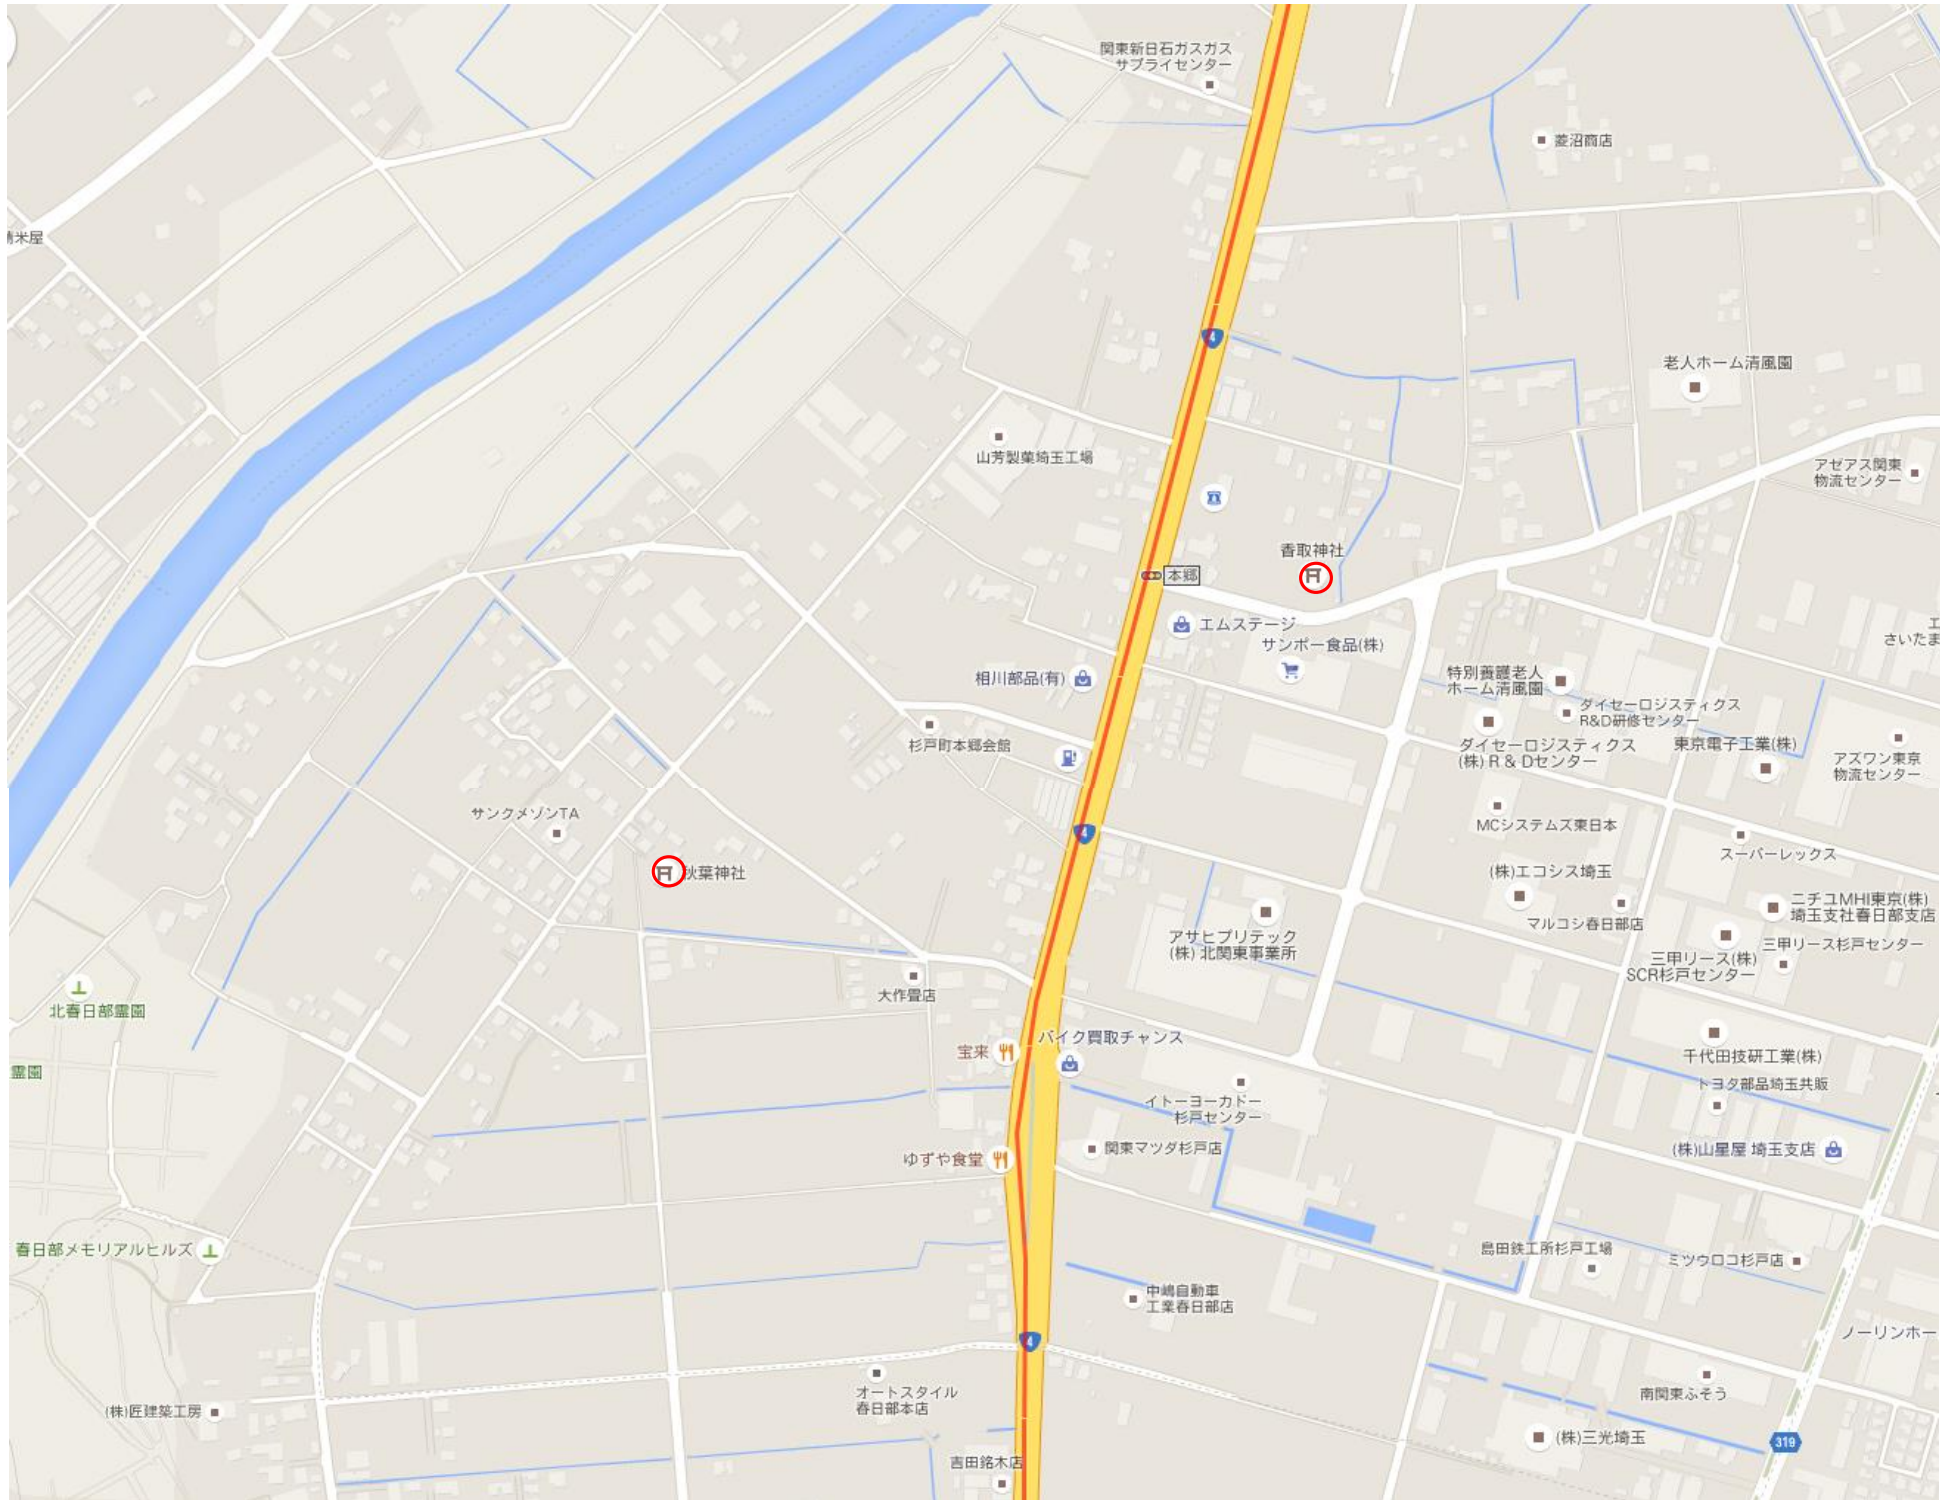 関東新日石ガスガス
サプライセンター
菱沼商店
精米屋
4
老人ホーム清風園
山芳製菓埼玉工場
アゼアス関東
物流センター
香取神社
本郷
エムステージ
サンポー食品(株)
エ
さいたま
相川部品(有)
特別養護老人
ホーム清風園
ダイセーロジスティクス
R&D研修センター
杉戸町本郷会館
ダイセーロジスティクス
(株) R & Dセンター
東京電子工業(株)
アズワン東京
物流センター
サンクメゾンTA
4
MCシステムズ東日本
スーパーレックス
秋葉神社
(株)エコシス埼玉
マルコシ春日部店
ニチユMHI東京(株)
埼玉支社春日部支店
アサヒプリテック
(株) 北関東事業所
三甲リース杉戸センター
三甲リース(株)
SCR杉戸センター
大作畳店
北春日部霊園
宝来
バイク買取チャンス
千代田技研工業(株)
霊園
トヨタ部品埼玉共販
イトーヨーカドー
杉戸センター
関東マツダ杉戸店
ゆずや食堂
(株)山星屋 埼玉支店
春日部メモリアルヒルズ
島田鉄工所杉戸工場
ミツウロコ杉戸店
中嶋自動車
工業春日部店
4
ノーリンホー
オートスタイル
春日部本店
南関東ふそう
(株)匠建築工房
(株)三光埼玉
319
吉田銘木店